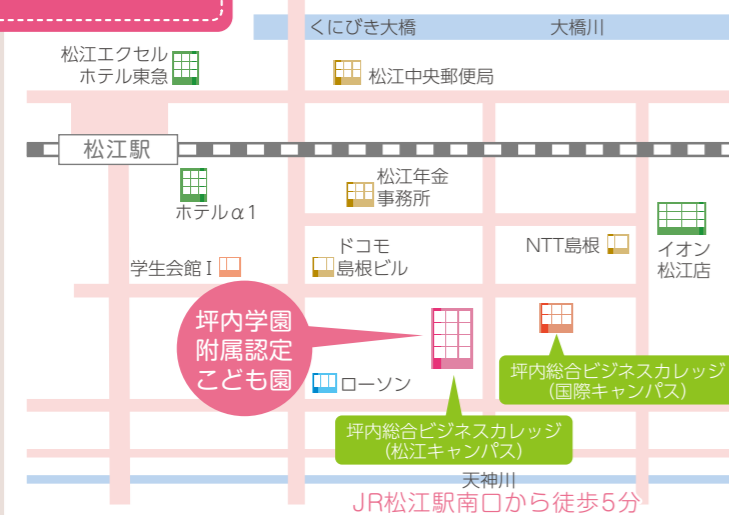 くにびき大橋
大橋川
松江エクセル
ホテル東急
松江中央郵便局
松江駅
松江年金
事務所
ホテルα1
ドコモ
島根ビル
NTT島根
イオン
松江店
学生会館Ⅰ
坪内学園
附属認定
こども園
坪内総合ビジネスカレッジ
(国際キャンパス)
ローソン
坪内総合ビジネスカレッジ
(松江キャンパス)
天神川
JR松江駅南口から徒歩5分